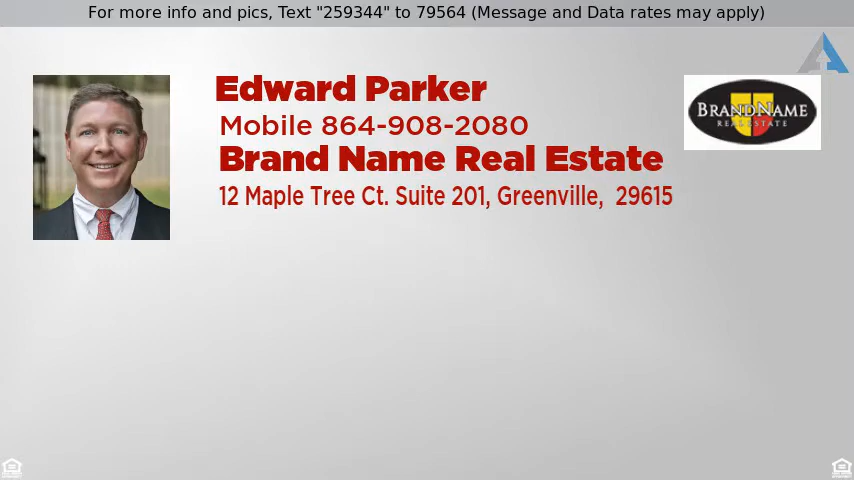 For more info and pics, Text "259344" to 79564 (Message and Data rates may apply)
Edward Parker
Mobile 864-908-2080
Brand Name Real Estate
12 Maple Tree Ct. Suite 201, Greenville,  29615
BRANDNAME
REAL ESTATE